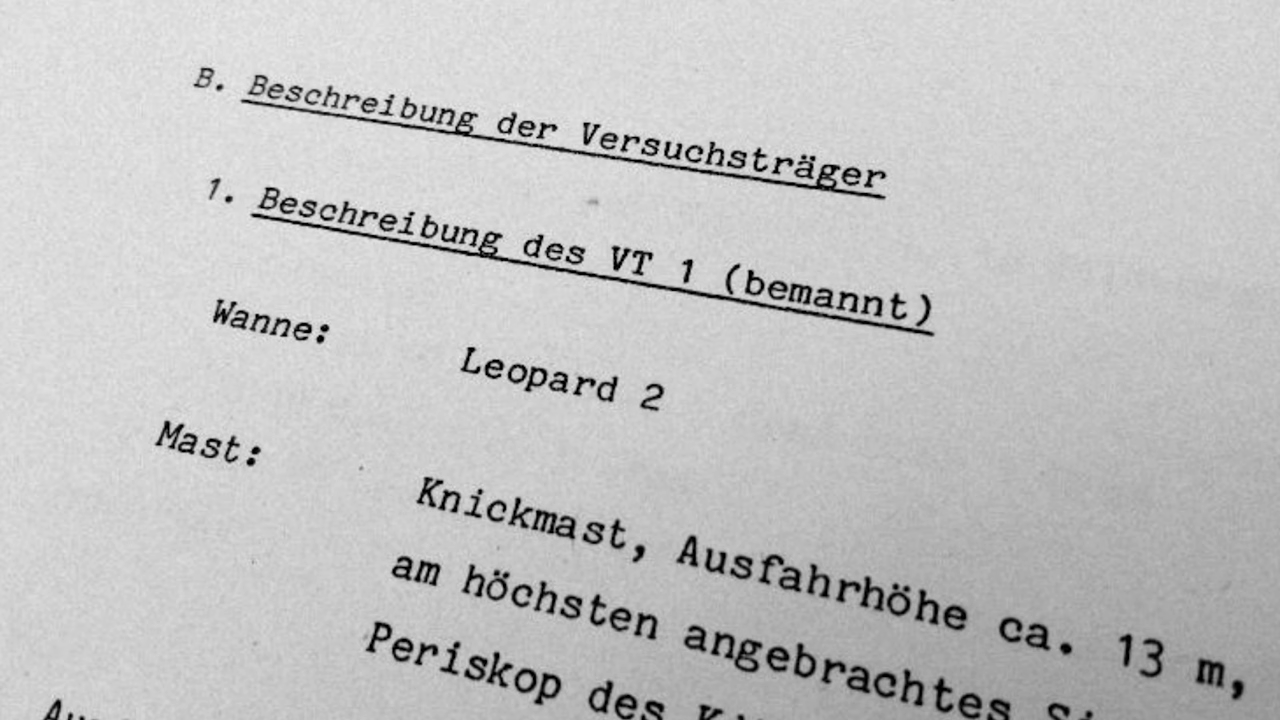 B. Beschreibung der Versuchsträger
1. Beschreibung des VT 1 (bemannt)
Wanne: Leopard 2
Mast: Knickmast, Ausfahrhöhe ca. 13 m,
am höchsten angebrachtes
Periskop des